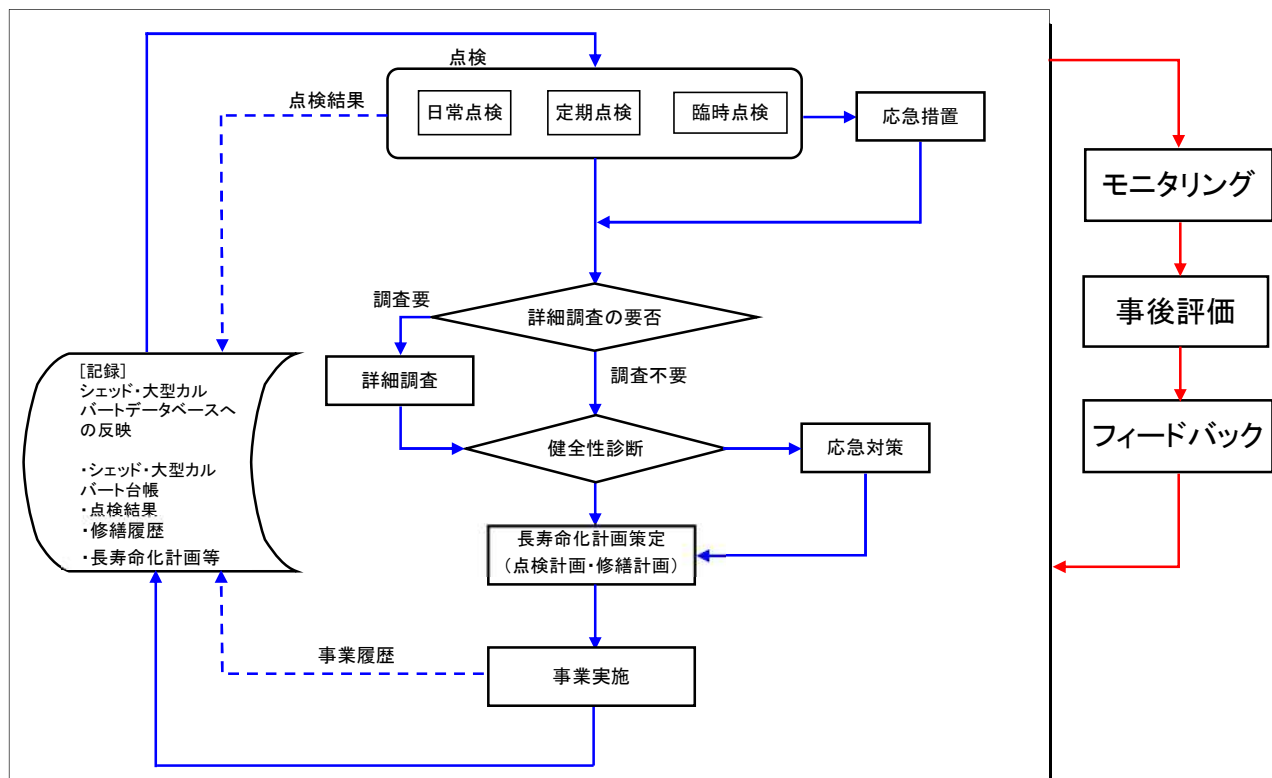 点検
点検結果
日常点検
定期点検
臨時点検
応急措置
モニタリング
事後評価
フィードバック
調査要
詳細調査の要否
詳細調査
調査不要
健全性診断
応急対策
[記録]
シェッド・大型カル
バートデータベースへ
の反映
・シェッド・大型カル
バート台帳
・点検結果
・修繕履歴
・長寿命化計画等
長寿命化計画策定
（点検計画・修繕計画）
事業履歴
事業実施